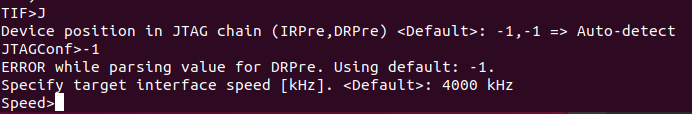 TIF>J
Device position in JTAG chain (IRPre,DRPre) <Default>: -1,-1 => Auto-detect
JTAGConf>-1
ERROR while parsing value for DRPre. Using default: -1.
Specify target interface speed [kHz]. <Default>: 4000 kHz
Speed>